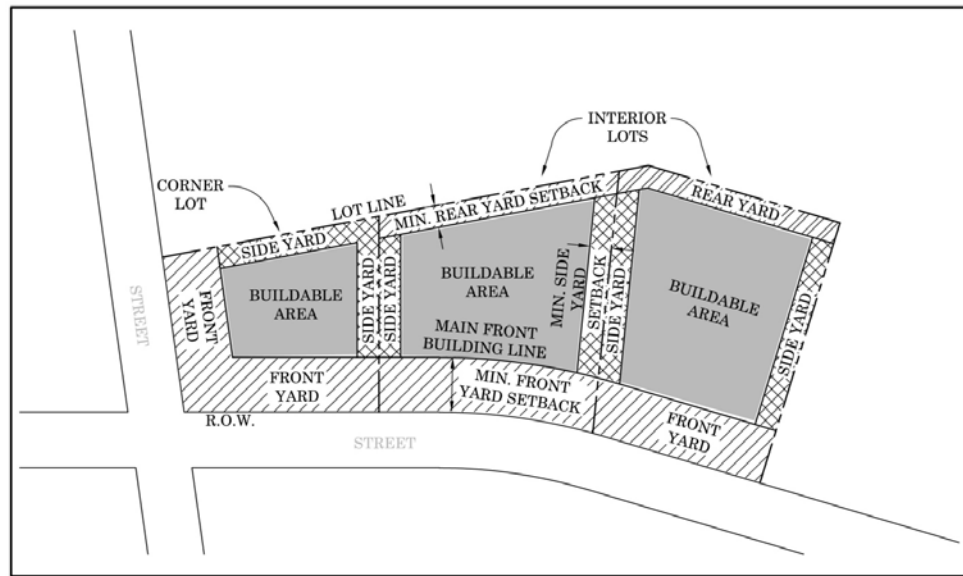 INTERIOR
LOTS
CORNER
LOT
LOT LINE
MIN. REAR YARD SETBACK
REAR YARD
SIDE YARD
FRONT
YARD
BUILDABLE
AREA
SIDE YARD
SIDE YARD
BUILDABLE
AREA
MAIN FRONT
BUILDING LINE
MIN. SIDE
YARD
SETBACK
SIDE YARD
BUILDABLE
AREA
SIDE YARD
STREET
FRONT
YARD
MIN. FRONT
YARD SETBACK
FRONT
YARD
R.O.W.
STREET